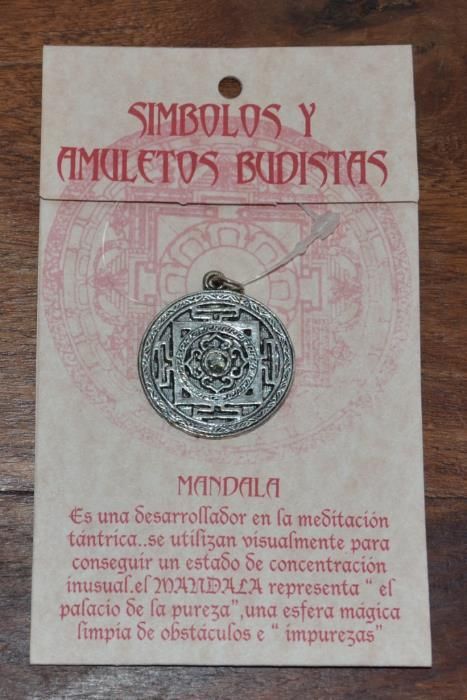 SIMBOLOS Y
AMULETOS BUDISTAS
MANDALA
Es una desarrollador en la meditación
tántrica..se utilizan visualmente para
conseguir un estado de concentración
inusual.el MANDALA representa “ el
palacio de la pureza”,una esfera mágica
limpia de obstáculos e “ impurezas”